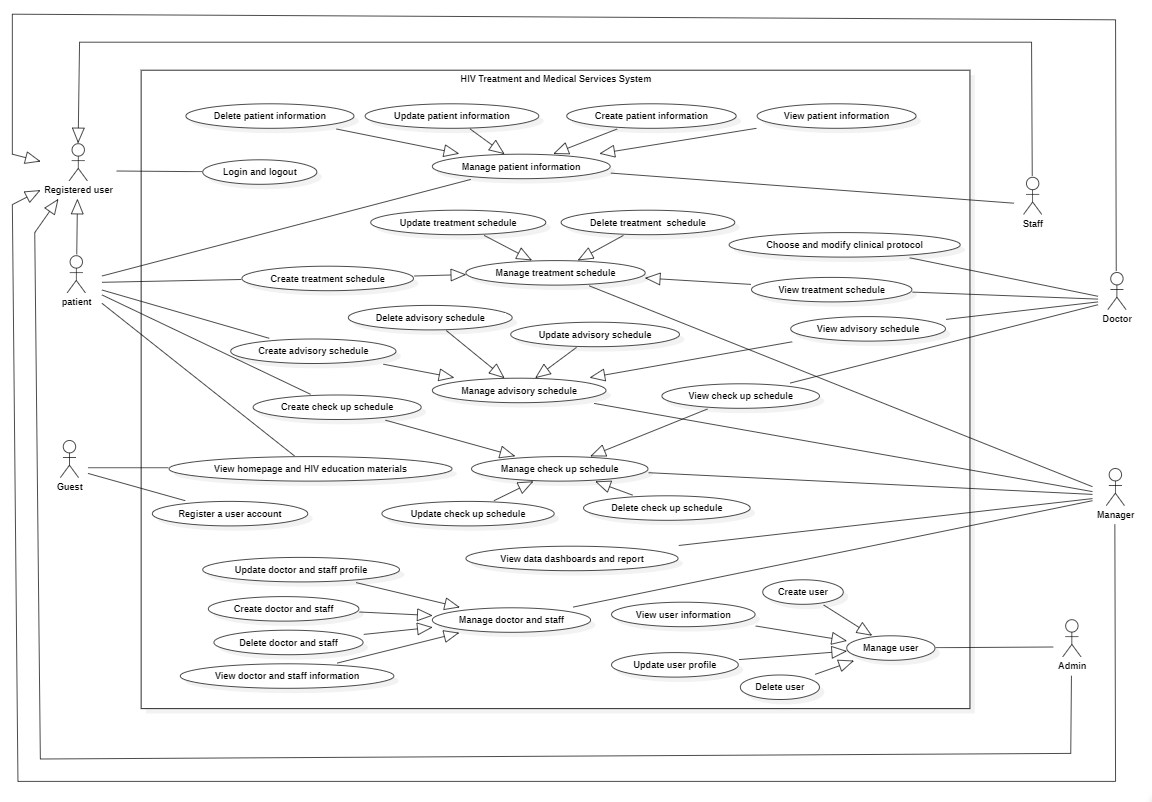 HIV Treatment and Medical Services System
Delete patient information
Update patient information
Create patient information
View patient information
Manage patient information
Login and logout
Registered user
Staff
Update treatment schedule
Delete treatment  schedule
Choose and modify clinical protocol
Manage treatment schedule
Create treatment schedule
View treatment schedule
patient
Doctor
Delete advisory schedule
Update advisory schedule
View advisory schedule
Create advisory schedule
Manage advisory schedule
View check up schedule
Create check up schedule
View homepage and HIV education materials
Manage check up schedule
Guest
Register a user account
Update check up schedule
Delete check up schedule
Manager
View data dashboards and report
Update doctor and staff profile
Create user
Create doctor and staff
View user information
Manage doctor and staff
Delete doctor and staff
Manage user
Update user profile
Admin
View doctor and staff information
Delete user